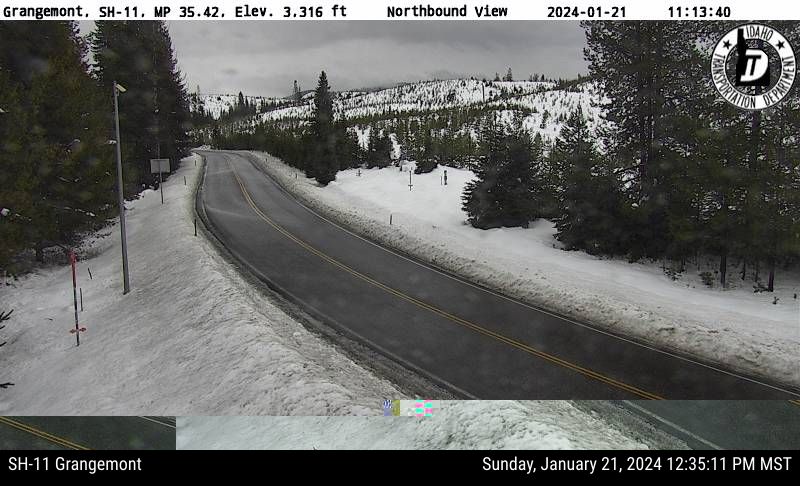 Grangemont, SH-11, MP 35.42, Elev. 3,316 ft Northbound View 2024-01-21 11:13:40
IDAHO
TRANSPORTATION DEPARTMENT
SH-11 Grangemont Sunday, January 21, 2024 12:35:11 PM MST